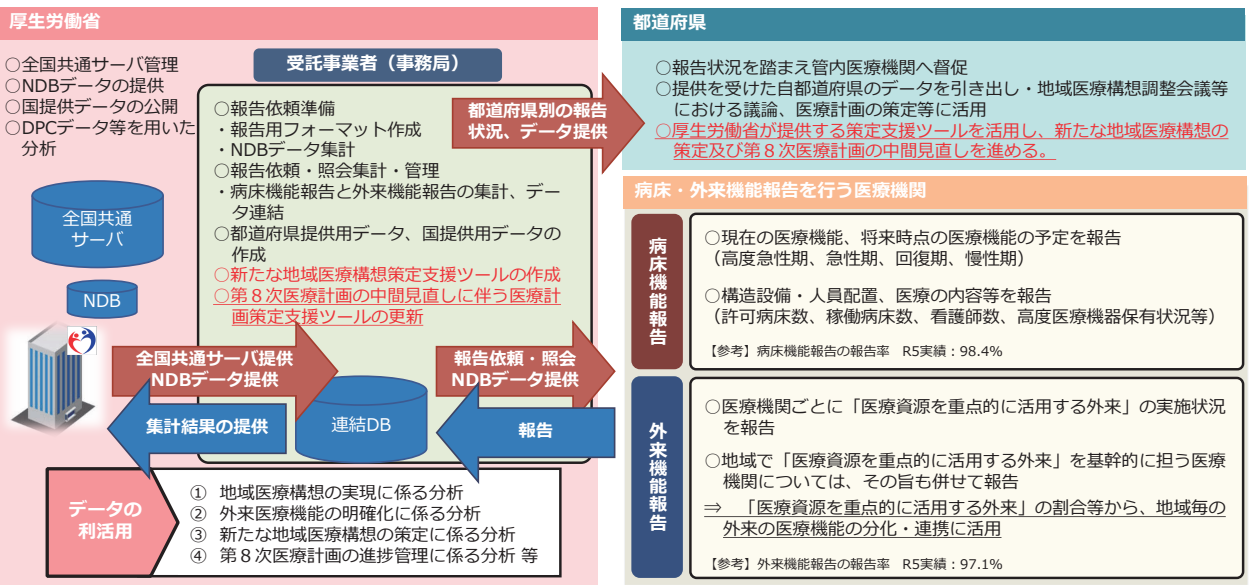 厚生労働省
○全国共通サーバ管理
○NDBデータの提供
○国提供データの公開
○DPCデータ等を用いた
分析
全国共通
サーバ
NDB
受託事業者（事務局）
○報告依頼準備
・報告用フォーマット作成
・NDBデータ集計
○報告依頼・照会集計・管理
・病床機能報告と外来機能報告の集計、デー
タ連結
○都道府県提供用データ、国提供用データの
作成
○新たな地域医療構想策定支援ツールの作成
○第８次医療計画の中間見直しに伴う医療計
画策定支援ツールの更新
全国共通サーバ提供
NDBデータ提供
集計結果の提供
連結DB
都道府県別の報告
状況、データ提供
報告依頼・照会
NDBデータ提供
報告
データの
利活用
① 地域医療構想の実現に係る分析
② 外来医療機能の明確化に係る分析
③ 新たな地域医療構想の策定に係る分析
④ 第８次医療計画の進捗管理に係る分析 等
都道府県
○報告状況を踏まえ管内医療機関へ督促
○提供を受けた自都道府県のデータを引き出し・地域医療構想調整会議等
における議論、医療計画の策定等に活用
○厚生労働省が提供する策定支援ツールを活用し、新たな地域医療構想の
策定及び第８次医療計画の中間見直しを進める。
病床・外来機能報告を行う医療機関
病床機能報告
○現在の医療機能、将来時点の医療機能の予定を報告
（高度急性期、急性期、回復期、慢性期）
○構造設備・人員配置、医療の内容等を報告
（許可病床数、稼働病床数、看護師数、高度医療機器保有状況等）
【参考】病床機能報告の報告率 R5実績：98.4%
外来機能報告
○医療機関ごとに「医療資源を重点的に活用する外来」の実施状況
を報告
○地域で「医療資源を重点的に活用する外来」を基幹的に担う医療
機関については、その旨も併せて報告
⇒ 「医療資源を重点的に活用する外来」の割合等から、地域毎の
外来の医療機能の分化・連携に活用
【参考】外来機能報告の報告率 R5実績：97.1%